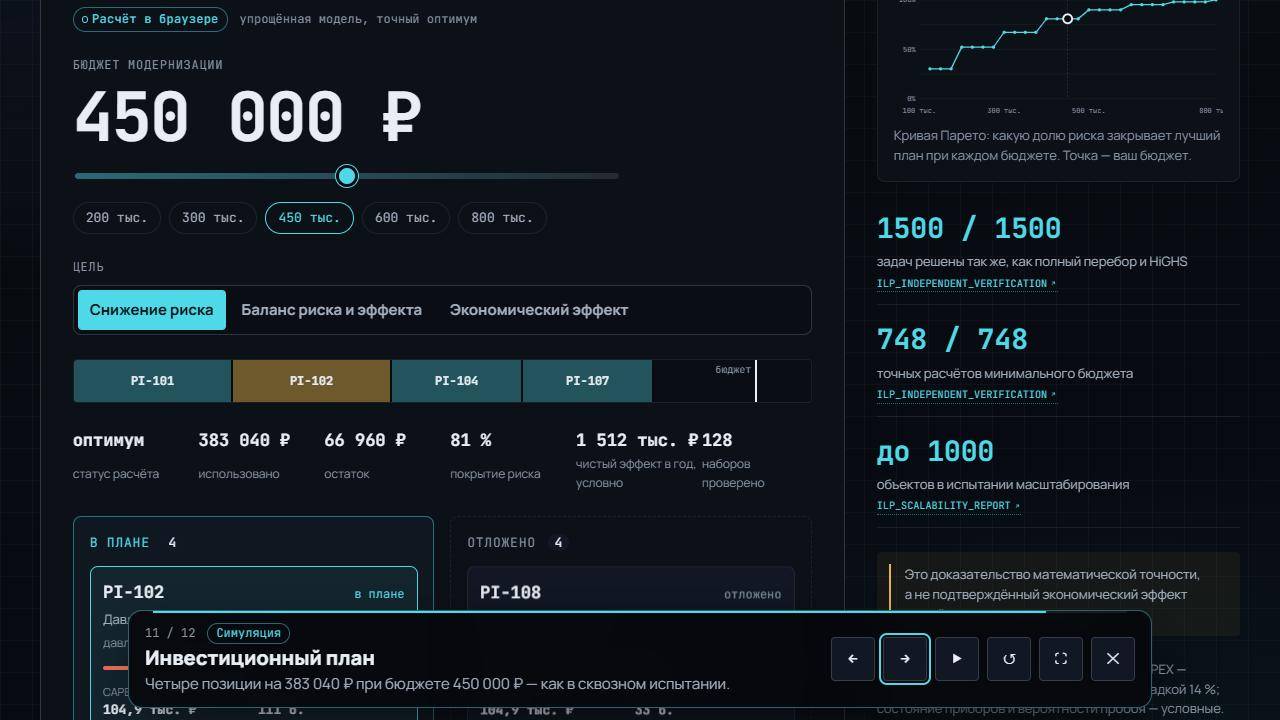 Расчёт в браузере упрощённая модель, точный оптимум
БЮДЖЕТ МОДЕРНИЗАЦИИ
450 000 ₽
200 тыс. 300 тыс. 450 тыс. 600 тыс. 800 тыс.
ЦЕЛЬ
Снижение риска Баланс риска и эффекта Экономический эффект
PI-101 PI-102 PI-104 PI-107 бюджет
оптимум 383 040 ₽ 66 960 ₽ 81 % 1 512 тыс. ₽ 128
статус расчёта использовано остаток покрытие риска чистый эффект в год, условно наборов проверено
В ПЛАНЕ 4
PI-102 в плане
ОТЛОЖЕНО 4
PI-108 отложено
50%
0%
100 тыс. 300 тыс. 500 тыс.
Кривая Парето: какую долю риска закрывает лучший
план при каждом бюджете. Точка — ваш бюджет.
1500 / 1500
задач решены так же, как полный перебор и HiGHS
ILP_INDEPENDENT_VERIFICATION ↗
748 / 748
точных расчётов минимального бюджета
ILP_INDEPENDENT_VERIFICATION ↗
до 1000
объектов в испытании масштабирования
ILP_SCALABILITY_REPORT ↗
Это доказательство математической точности,
а не подтверждённый экономический эффект
11 / 12 Симуляция
Инвестиционный план
Четыре позиции на 383 040 ₽ при бюджете 450 000 ₽ — как в сквозном испытании.